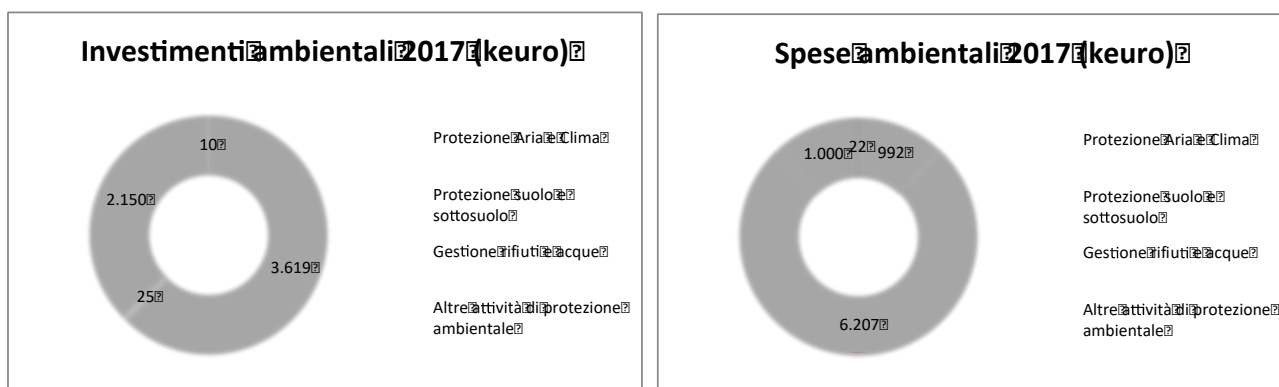 Investimenti ambientali 2017 (keuro)
10
2.150
3.619
25
Protezione Aria e Clima
Protezione suolo e
sottosuolo
Gestione rifiuti e acque
Altre attività di protezione
ambientale
Spese ambientali 2017 (keuro)
1.000
22
992
6.207
Protezione Aria e Clima
Protezione suolo e
sottosuolo
Gestione rifiuti e acque
Altre attività di protezione
ambientale